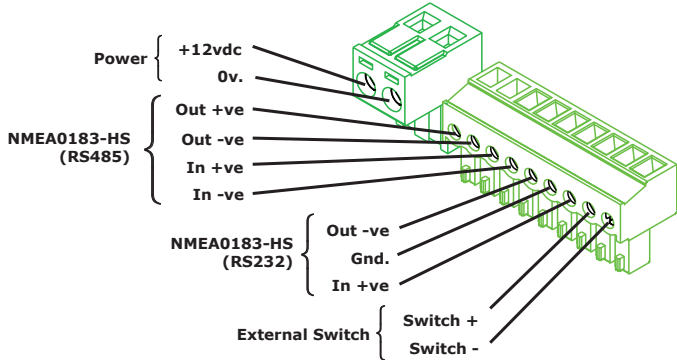 Power
+12vdc
0v.
NMEA0183-HS
(RS485)
Out +ve
Out -ve
In +ve
In -ve
NMEA0183-HS
(RS232)
Out -ve
Gnd.
In +ve
External Switch
Switch +
Switch -